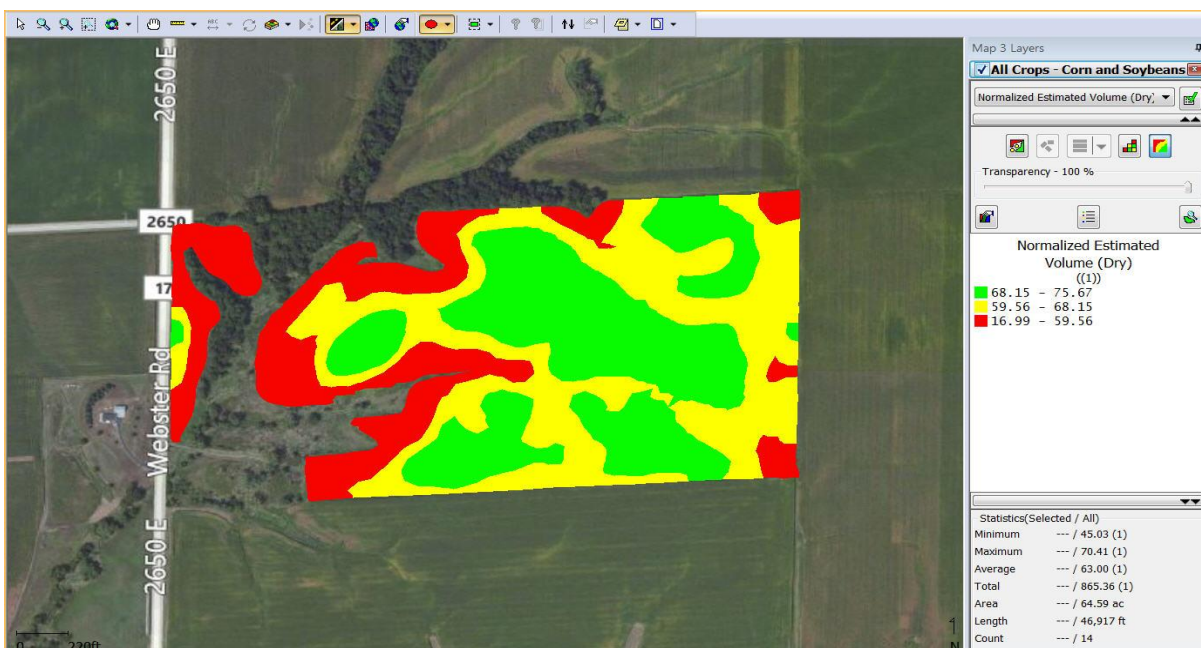 ABC
2650 E
2650
17
Webster Rd
2650 E
0 220ft
N
Map 3 Layers
All Crops - Corn and Soybeans
Normalized Estimated Volume (Dry)
Transparency - 100 %
Normalized Estimated
Volume (Dry)
((1))
68.15 - 75.67
59.56 - 68.15
16.99 - 59.56
Statistics(Selected / All)
Minimum --- / 45.03 (1)
Maximum --- / 70.41 (1)
Average --- / 63.00 (1)
Total --- / 865.36 (1)
Area --- / 64.59 ac
Length --- / 46,917 ft
Count --- / 14